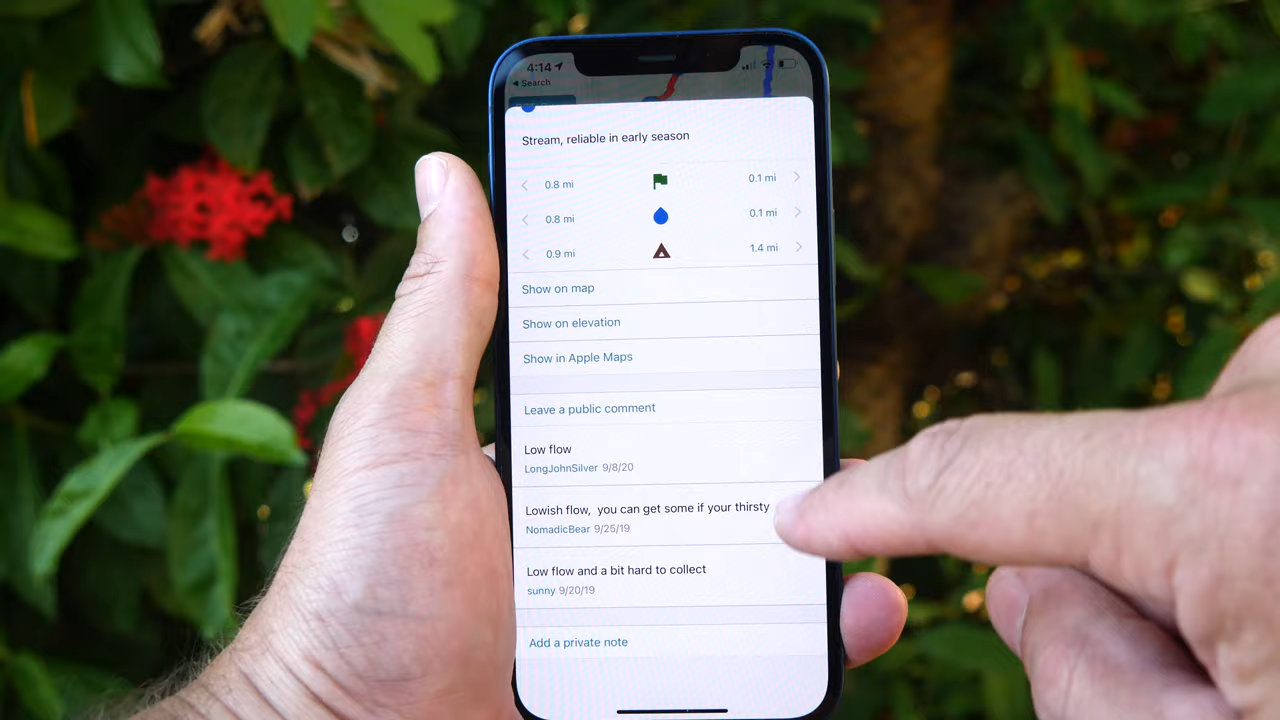 4:14
Search
Stream, reliable in early season
0.8 mi 0.1 mi
0.8 mi 0.1 mi
0.9 mi 1.4 mi
Show on map
Show on elevation
Show in Apple Maps
Leave a public comment
Low flow
LongJohnSilver 9/8/20
Lowish flow, you can get some if your thirsty
NomadicBear 9/25/19
Low flow and a bit hard to collect
sunny 9/20/19
Add a private note